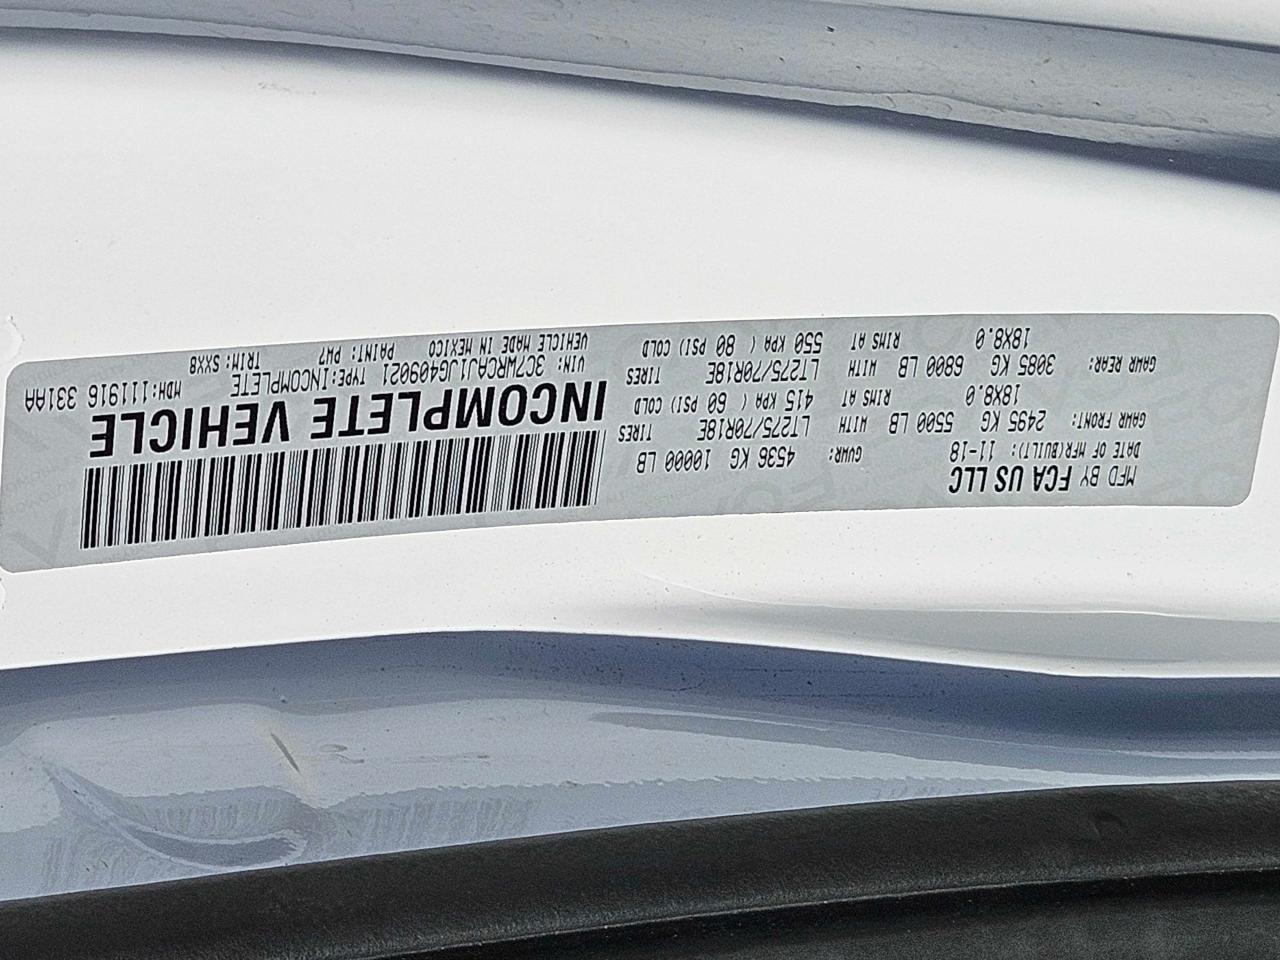 MFD BY FCA US LLC
DATE OF MFR(BUILT): 11-18 GVWR: 4536 KG 10000 LB
GAWR FRONT: 2495 KG 5500 LB WITH LT275/70R18E TIRES
18X8.0 RIMS AT 415 KPA ( 60 PSI) COLD
GAWR REAR: 3085 KG 6800 LB WITH LT275/70R18E TIRES
18X8.0 RIMS AT 550 KPA ( 80 PSI) COLD
INCOMPLETE VEHICLE
VIN: 3C7WRCAJ1JG409021 TYPE:INCOMPLETE MDH:111516 331AA
VEHICLE MADE IN MEXICO PAINT: PW7 TRIM: SXX8